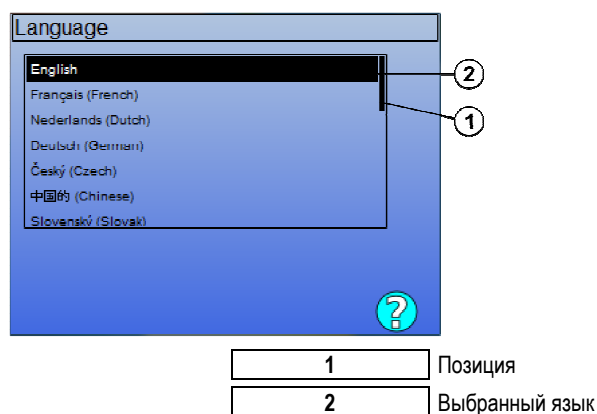 Language
English
2
Français (French)
1
Nederlands (Dutch)
Deutsch (German)
Český (Czech)
中国的 (Chinese)
Slovenský (Slovak)
?
1 Позиция
2 Выбранный язык